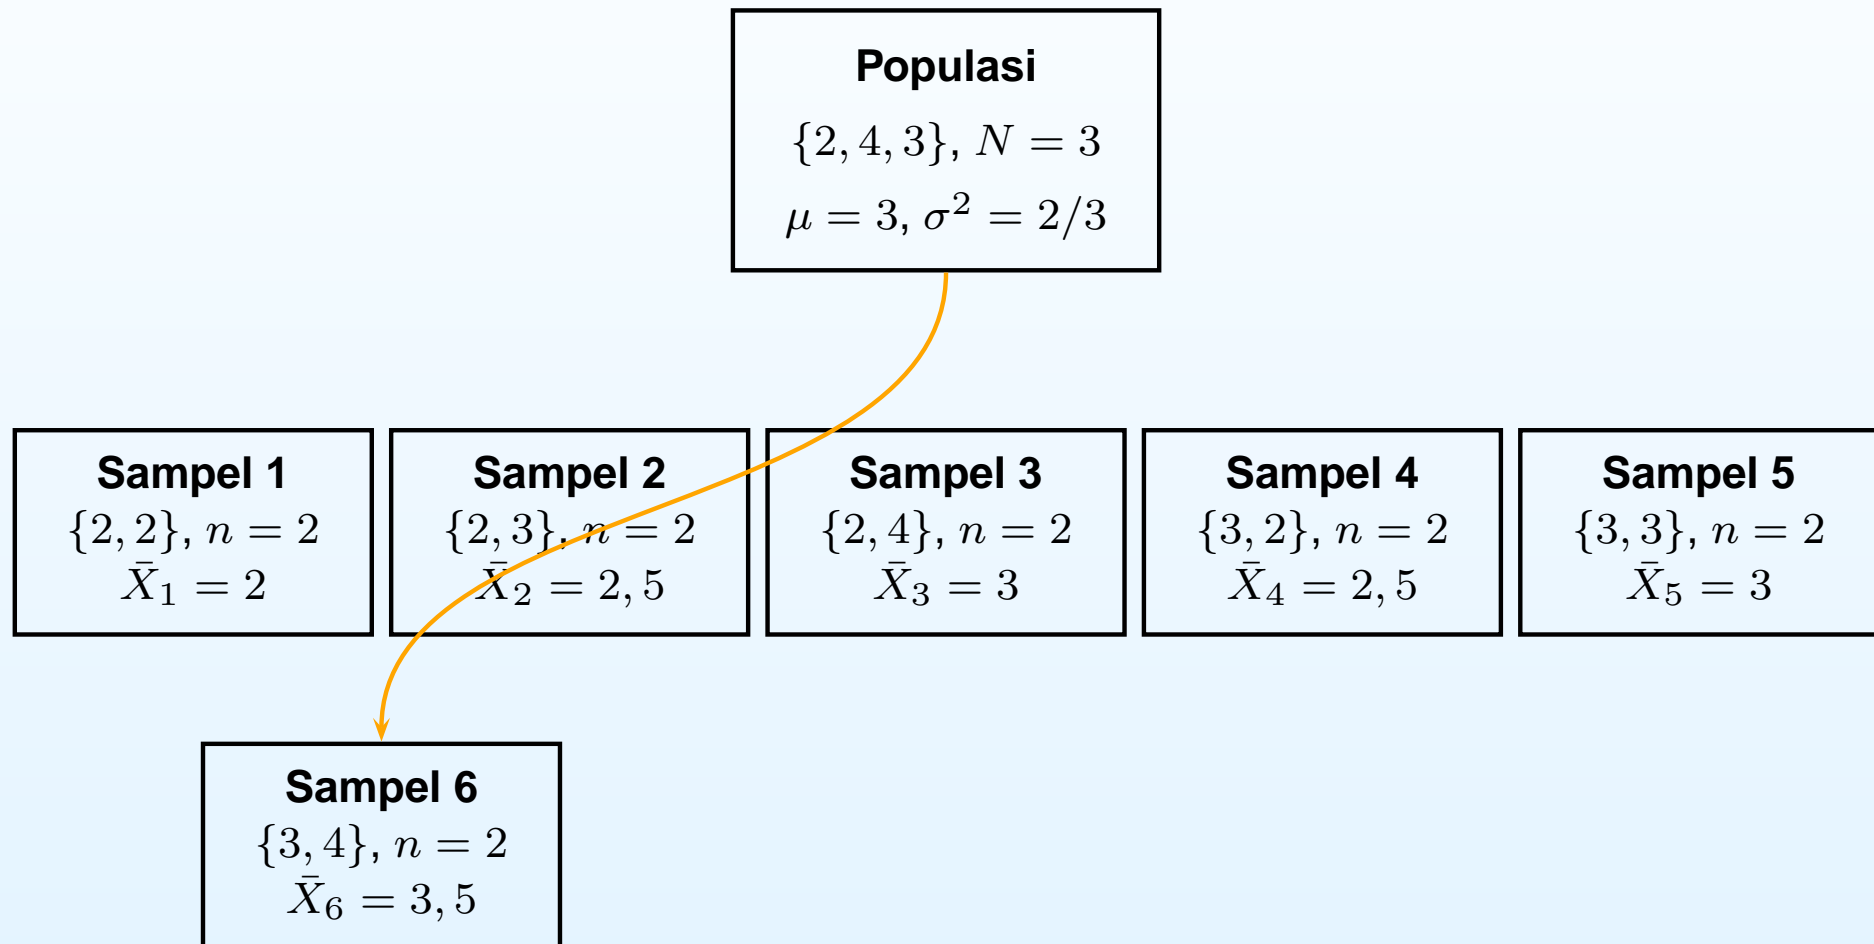 Populasi
{2, 4, 3}, N = 3
μ = 3, σ² = 2/3
Sampel 1
{2, 2}, n = 2
X̄₁ = 2
Sampel 2
{2, 3}, n = 2
X̄₂ = 2, 5
Sampel 3
{2, 4}, n = 2
X̄₃ = 3
Sampel 4
{3, 2}, n = 2
X̄₄ = 2, 5
Sampel 5
{3, 3}, n = 2
X̄₅ = 3
Sampel 6
{3, 4}, n = 2
X̄₆ = 3, 5